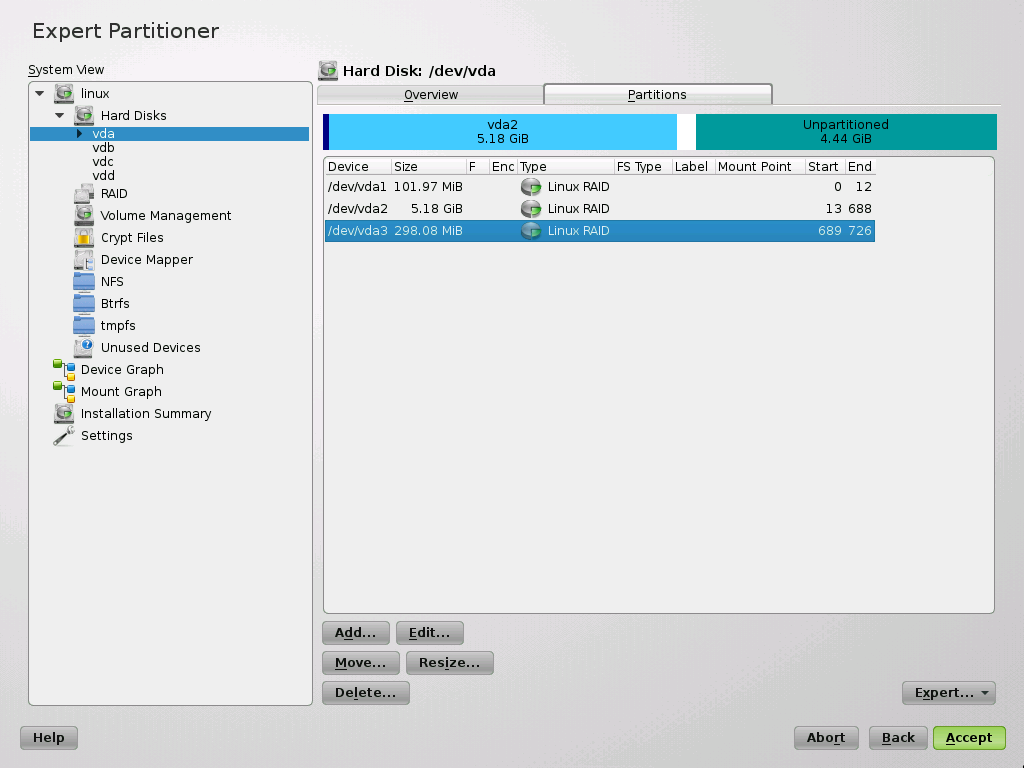 Expert Partitioner
System View
linux
Hard Disks
vda
vdb
vdc
vdd
RAID
Volume Management
Crypt Files
Device Mapper
NFS
Btrfs
tmpfs
Unused Devices
Device Graph
Mount Graph
Installation Summary
Settings
Hard Disk: /dev/vda
Overview Partitions
vda2
5.18 GiB
Unpartitioned
4.44 GiB
Device Size F Enc Type FS Type Label Mount Point Start End
/dev/vda1 101.97 MiB Linux RAID 0 12
/dev/vda2 5.18 GiB Linux RAID 13 688
/dev/vda3 298.08 MiB Linux RAID 689 726
Add... Edit...
Move... Resize...
Delete... Expert...
Help Abort Back Accept